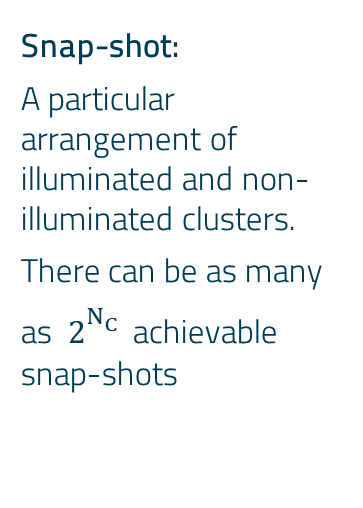 Snap-shot:
A particular
arrangement of
illuminated and non-
illuminated clusters.
There can be as many
as 2^{N_C} achievable
snap-shots